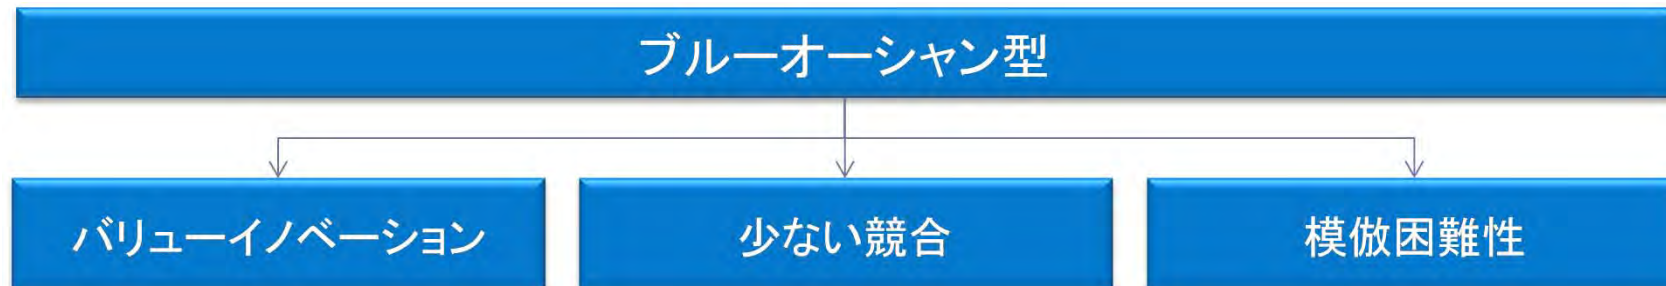 ブルーオーシャン型
バリューイノベーション
少ない競合
模倣困難性